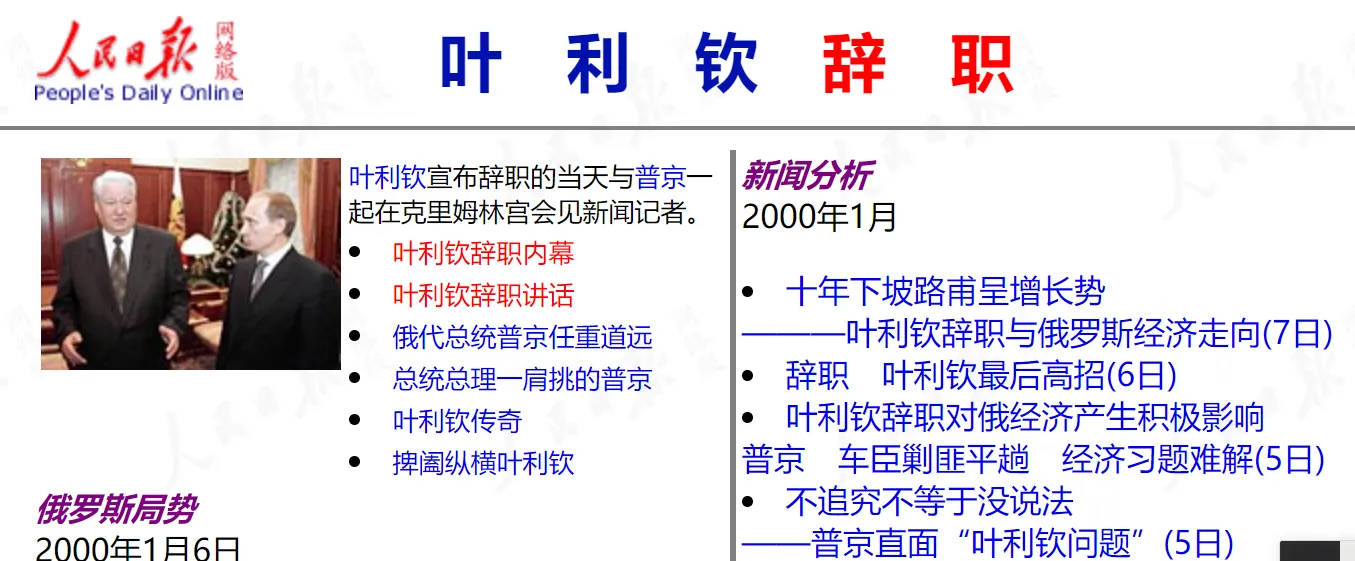 人民日报 网络版
People's Daily Online
叶利钦辞职
叶利钦宣布辞职的当天与普京一
起在克里姆林宫会见新闻记者。
叶利钦辞职内幕
叶利钦辞职讲话
俄代总统普京任重道远
总统总理一肩挑的普京
叶利钦传奇
捭阖纵横叶利钦
俄罗斯局势
2000年1月6日
新闻分析
2000年1月
十年下坡路甫呈增长势
————叶利钦辞职与俄罗斯经济走向(7日)
辞职　叶利钦最后高招(6日)
叶利钦辞职对俄经济产生积极影响
普京　车臣剿匪平趟　经济习题难解(5日)
不追究不等于没说法
———普京直面“叶利钦问题”(5日)